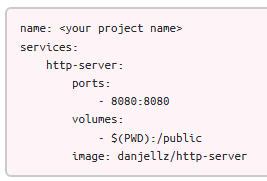 name: <your project name>
services:
    http-server:
        ports:
            - 8080:8080
        volumes:
            - $(PWD):/public
        image: danjellz/http-server